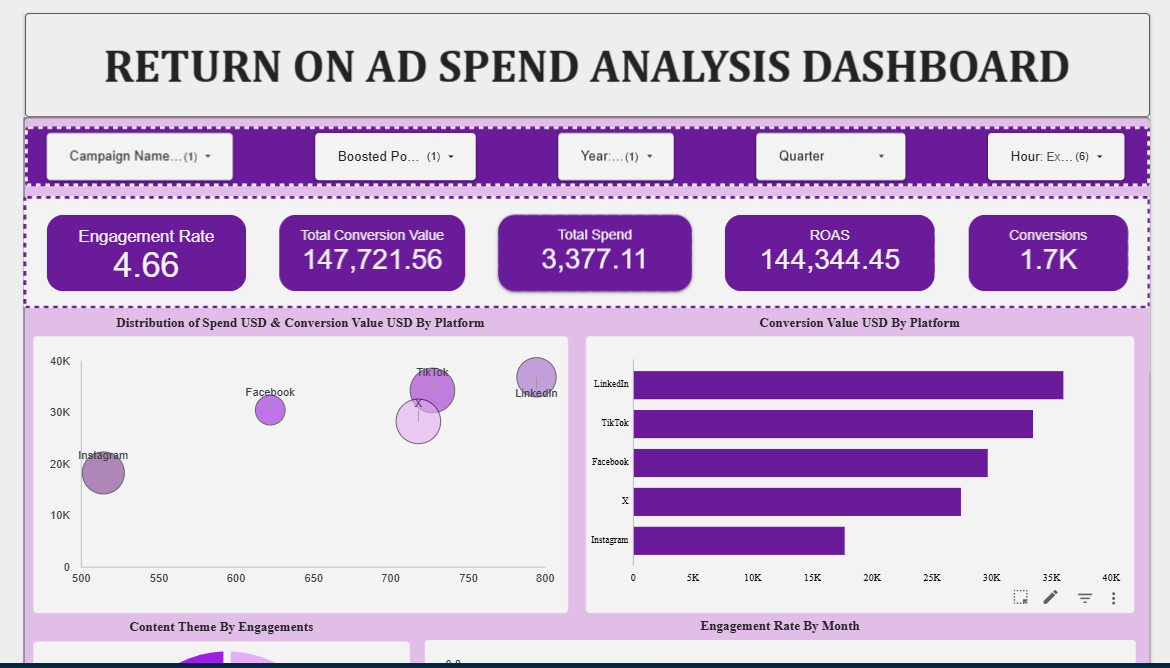 RETURN ON AD SPEND ANALYSIS DASHBOARD
Campaign Name... (1)
Boosted Po... (1)
Year:... (1)
Quarter
Hour: Ex... (6)
Engagement Rate
4.66
Total Conversion Value
147,721.56
Total Spend
3,377.11
ROAS
144,344.45
Conversions
1.7K
Distribution of Spend USD & Conversion Value USD By Platform
40K
30K
20K
10K
0
500 550 600 650 700 750 800
Instagram
Facebook
TikTok
X
LinkedIn
Conversion Value USD By Platform
LinkedIn
TikTok
Facebook
X
Instagram
0 5K 10K 15K 20K 25K 30K 35K 40K
Content Theme By Engagements
Engagement Rate By Month